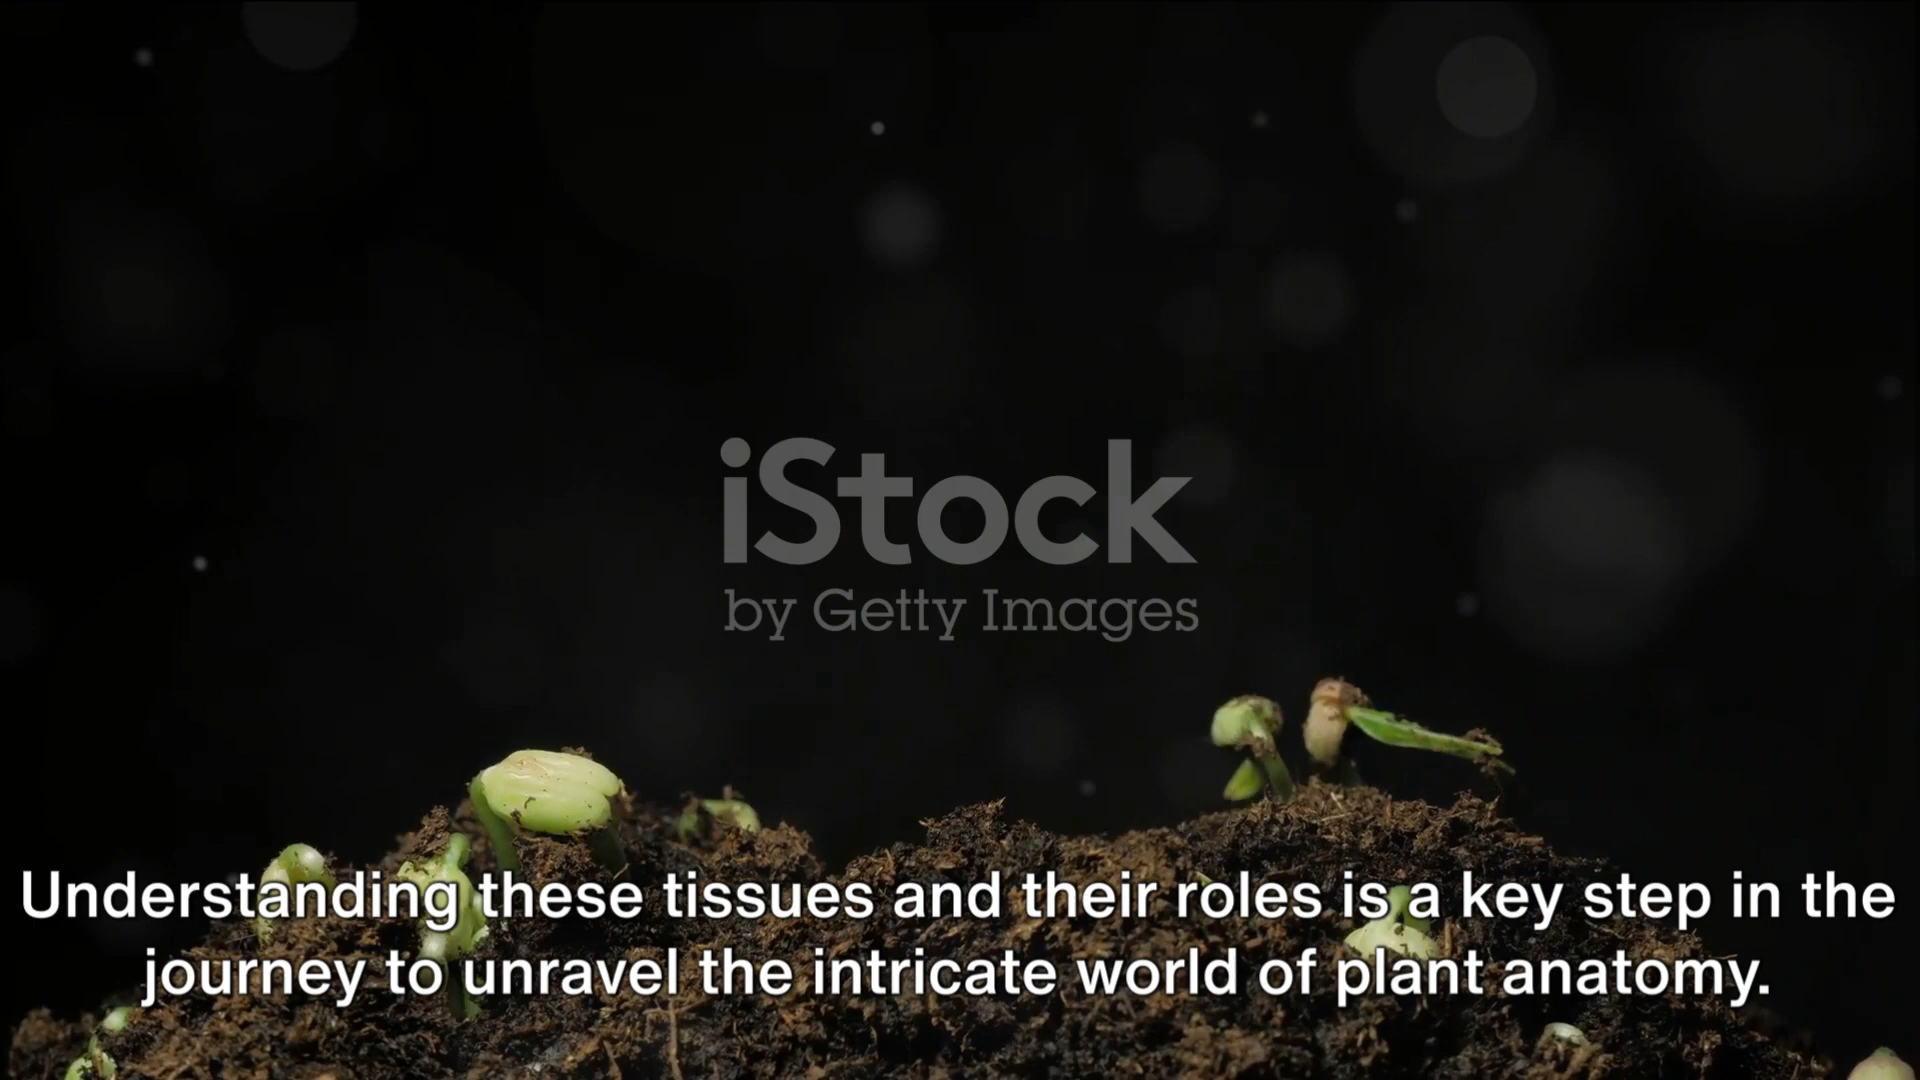 iStock
by Getty Images
Understanding these tissues and their roles is a key step in the
journey to unravel the intricate world of plant anatomy.